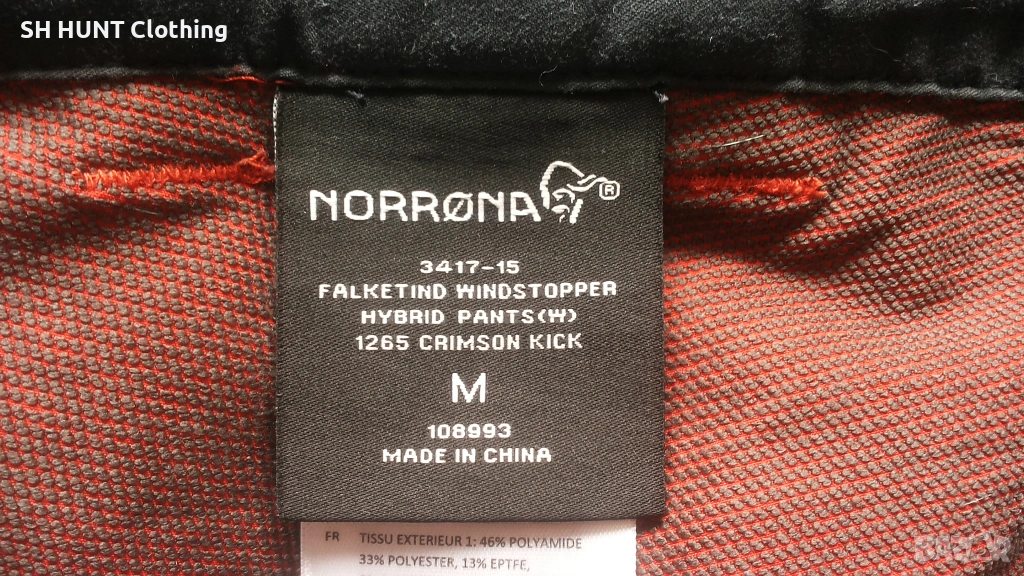 SH HUNT Clothing
NORRØNA®
3417-15
FALKETIND WINDSTOPPER
HYBRID PANTS(W)
1265 CRIMSON KICK
M
108993
MADE IN CHINA
FR TISSU EXTERIEUR 1: 46% POLYAMIDE
33% POLYESTER, 13% EPTFE,